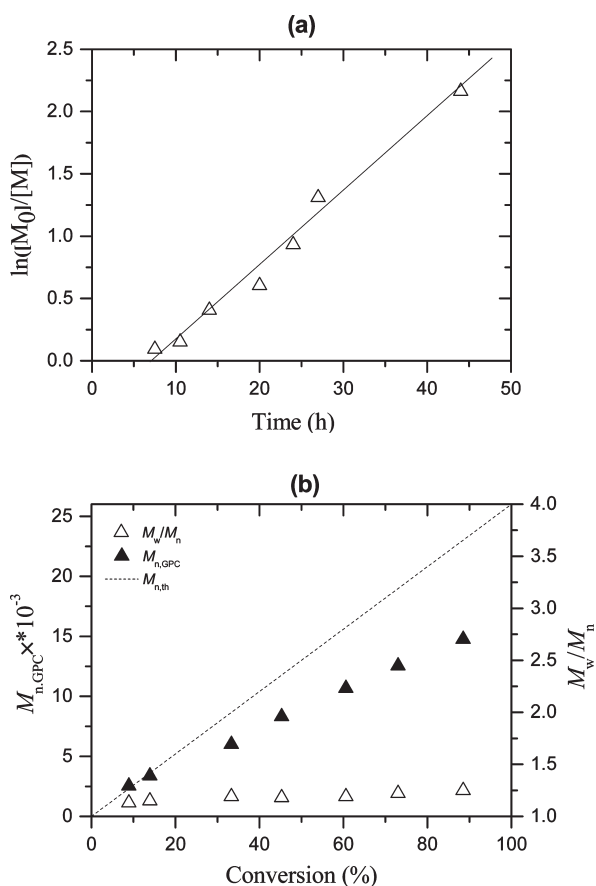 (a)
ln([M₀]/[M]
2.5
2.0
1.5
1.0
0.5
0.0
0 10 20 30 40 50
Time (h)
(b)
Mn.GPC×*10⁻³
25
20
15
10
5
0
Mw/Mn
Mn,GPC
Mn,th
4.0
3.5
3.0
2.5
2.0
1.5
1.0
Mw/Mn
0 20 40 60 80 100
Conversion (%)